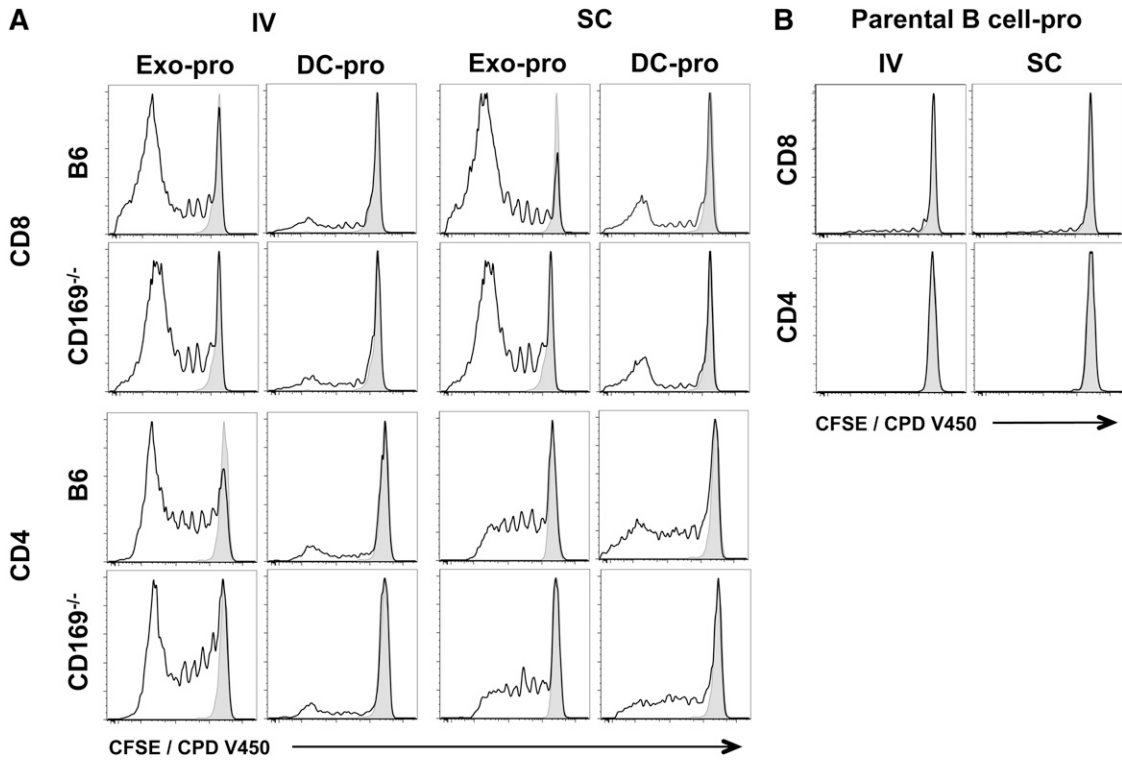 A
IV
SC
Exo-pro
DC-pro
Exo-pro
DC-pro
CD8
B6
CD169-/-
CD4
B6
CD169-/-
CFSE / CPD V450
B
Parental B cell-pro
IV
SC
CD8
CD4
CFSE / CPD V450